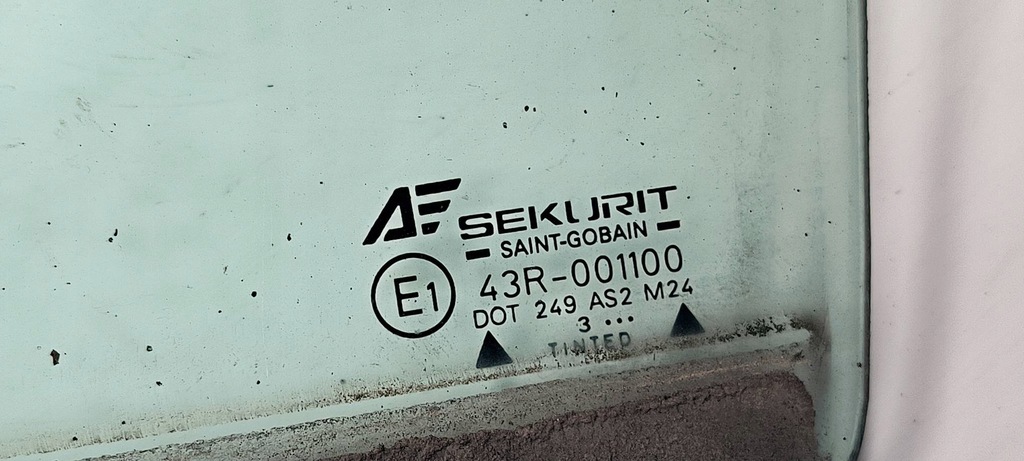 AF SEKURIT
SAINT-GOBAIN
E1 43R-001100
DOT 249 AS2 M24
3 •••
TINTED